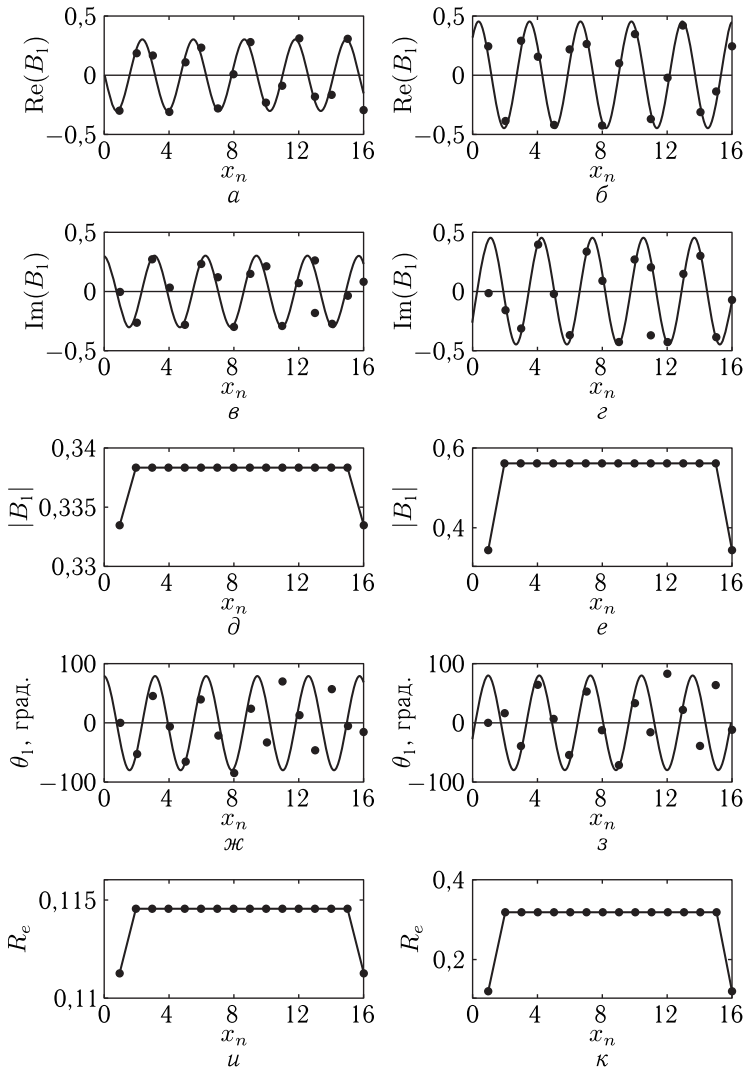 0,5
0
−0,5
Re(B₁)
0 4 8 12 16
xₙ
а
0,5
0
−0,5
Re(B₁)
0 4 8 12 16
xₙ
б
0,5
0
−0,5
Im(B₁)
0 4 8 12 16
xₙ
в
0,5
0
−0,5
Im(B₁)
0 4 8 12 16
xₙ
г
0,34
0,335
0,33
|B₁|
0 4 8 12 16
xₙ
д
0,6
0,4
|B₁|
0 4 8 12 16
xₙ
е
100
0
−100
θ₁, град.
0 4 8 12 16
xₙ
ж
100
0
−100
θ₁, град.
0 4 8 12 16
xₙ
з
0,115
0,11
Rₑ
0 4 8 12 16
xₙ
и
0,4
0,2
Rₑ
0 4 8 12 16
xₙ
к